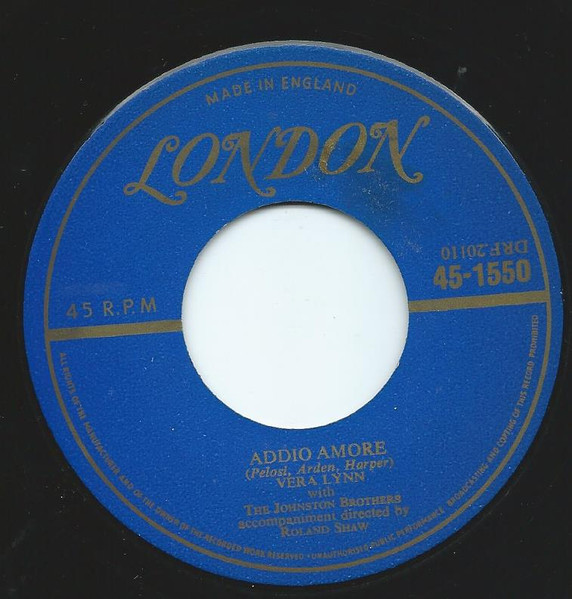 MADE IN ENGLAND
LONDON
DRF.20110
45-1550
45 R.P.M
ADDIO AMORE
(Pelosi, Arden, Harper)
VERA LYNN
with
THE JOHNSTON BROTHERS
accompaniment directed by
ROLAND SHAW
ALL RIGHTS OF THE MANUFACTURER AND OF THE OWNER OF THE RECORDED WORK RESERVED • UNAUTHORISED PUBLIC PERFORMANCE BROADCASTING AND COPYING OF THIS RECORD PROHIBITED